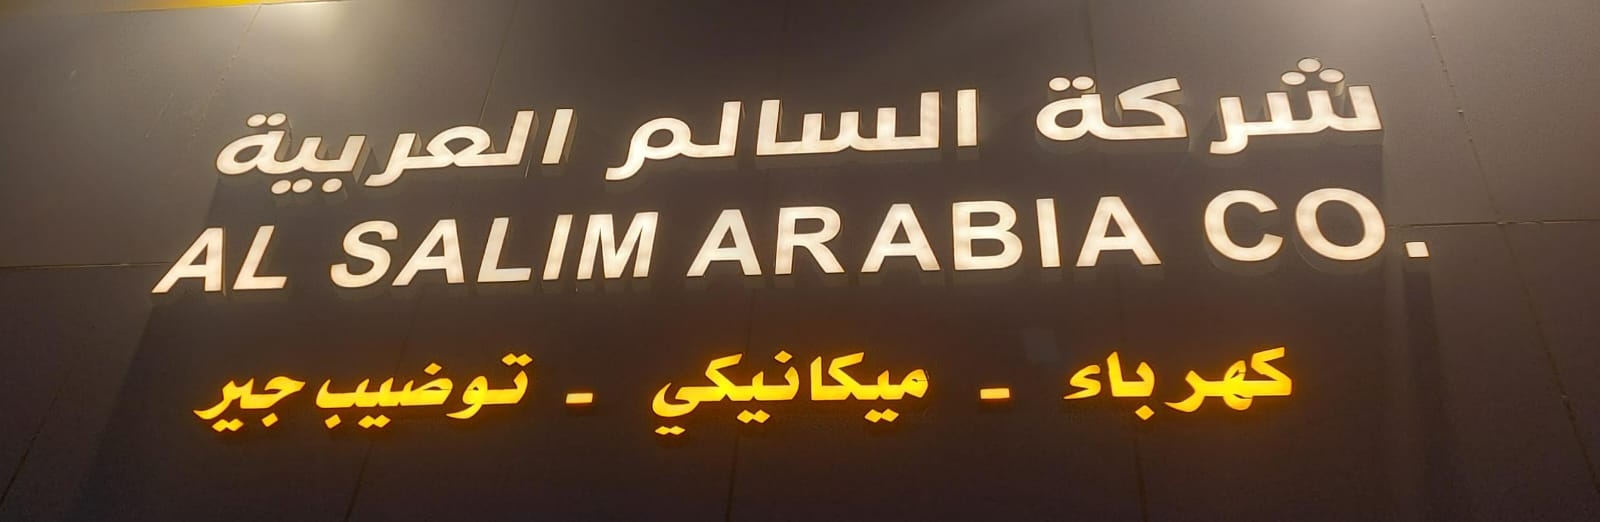 شركة السالم العربية
AL SALIM ARABIA CO.
كهرباء - ميكانيكي - توضيب جير